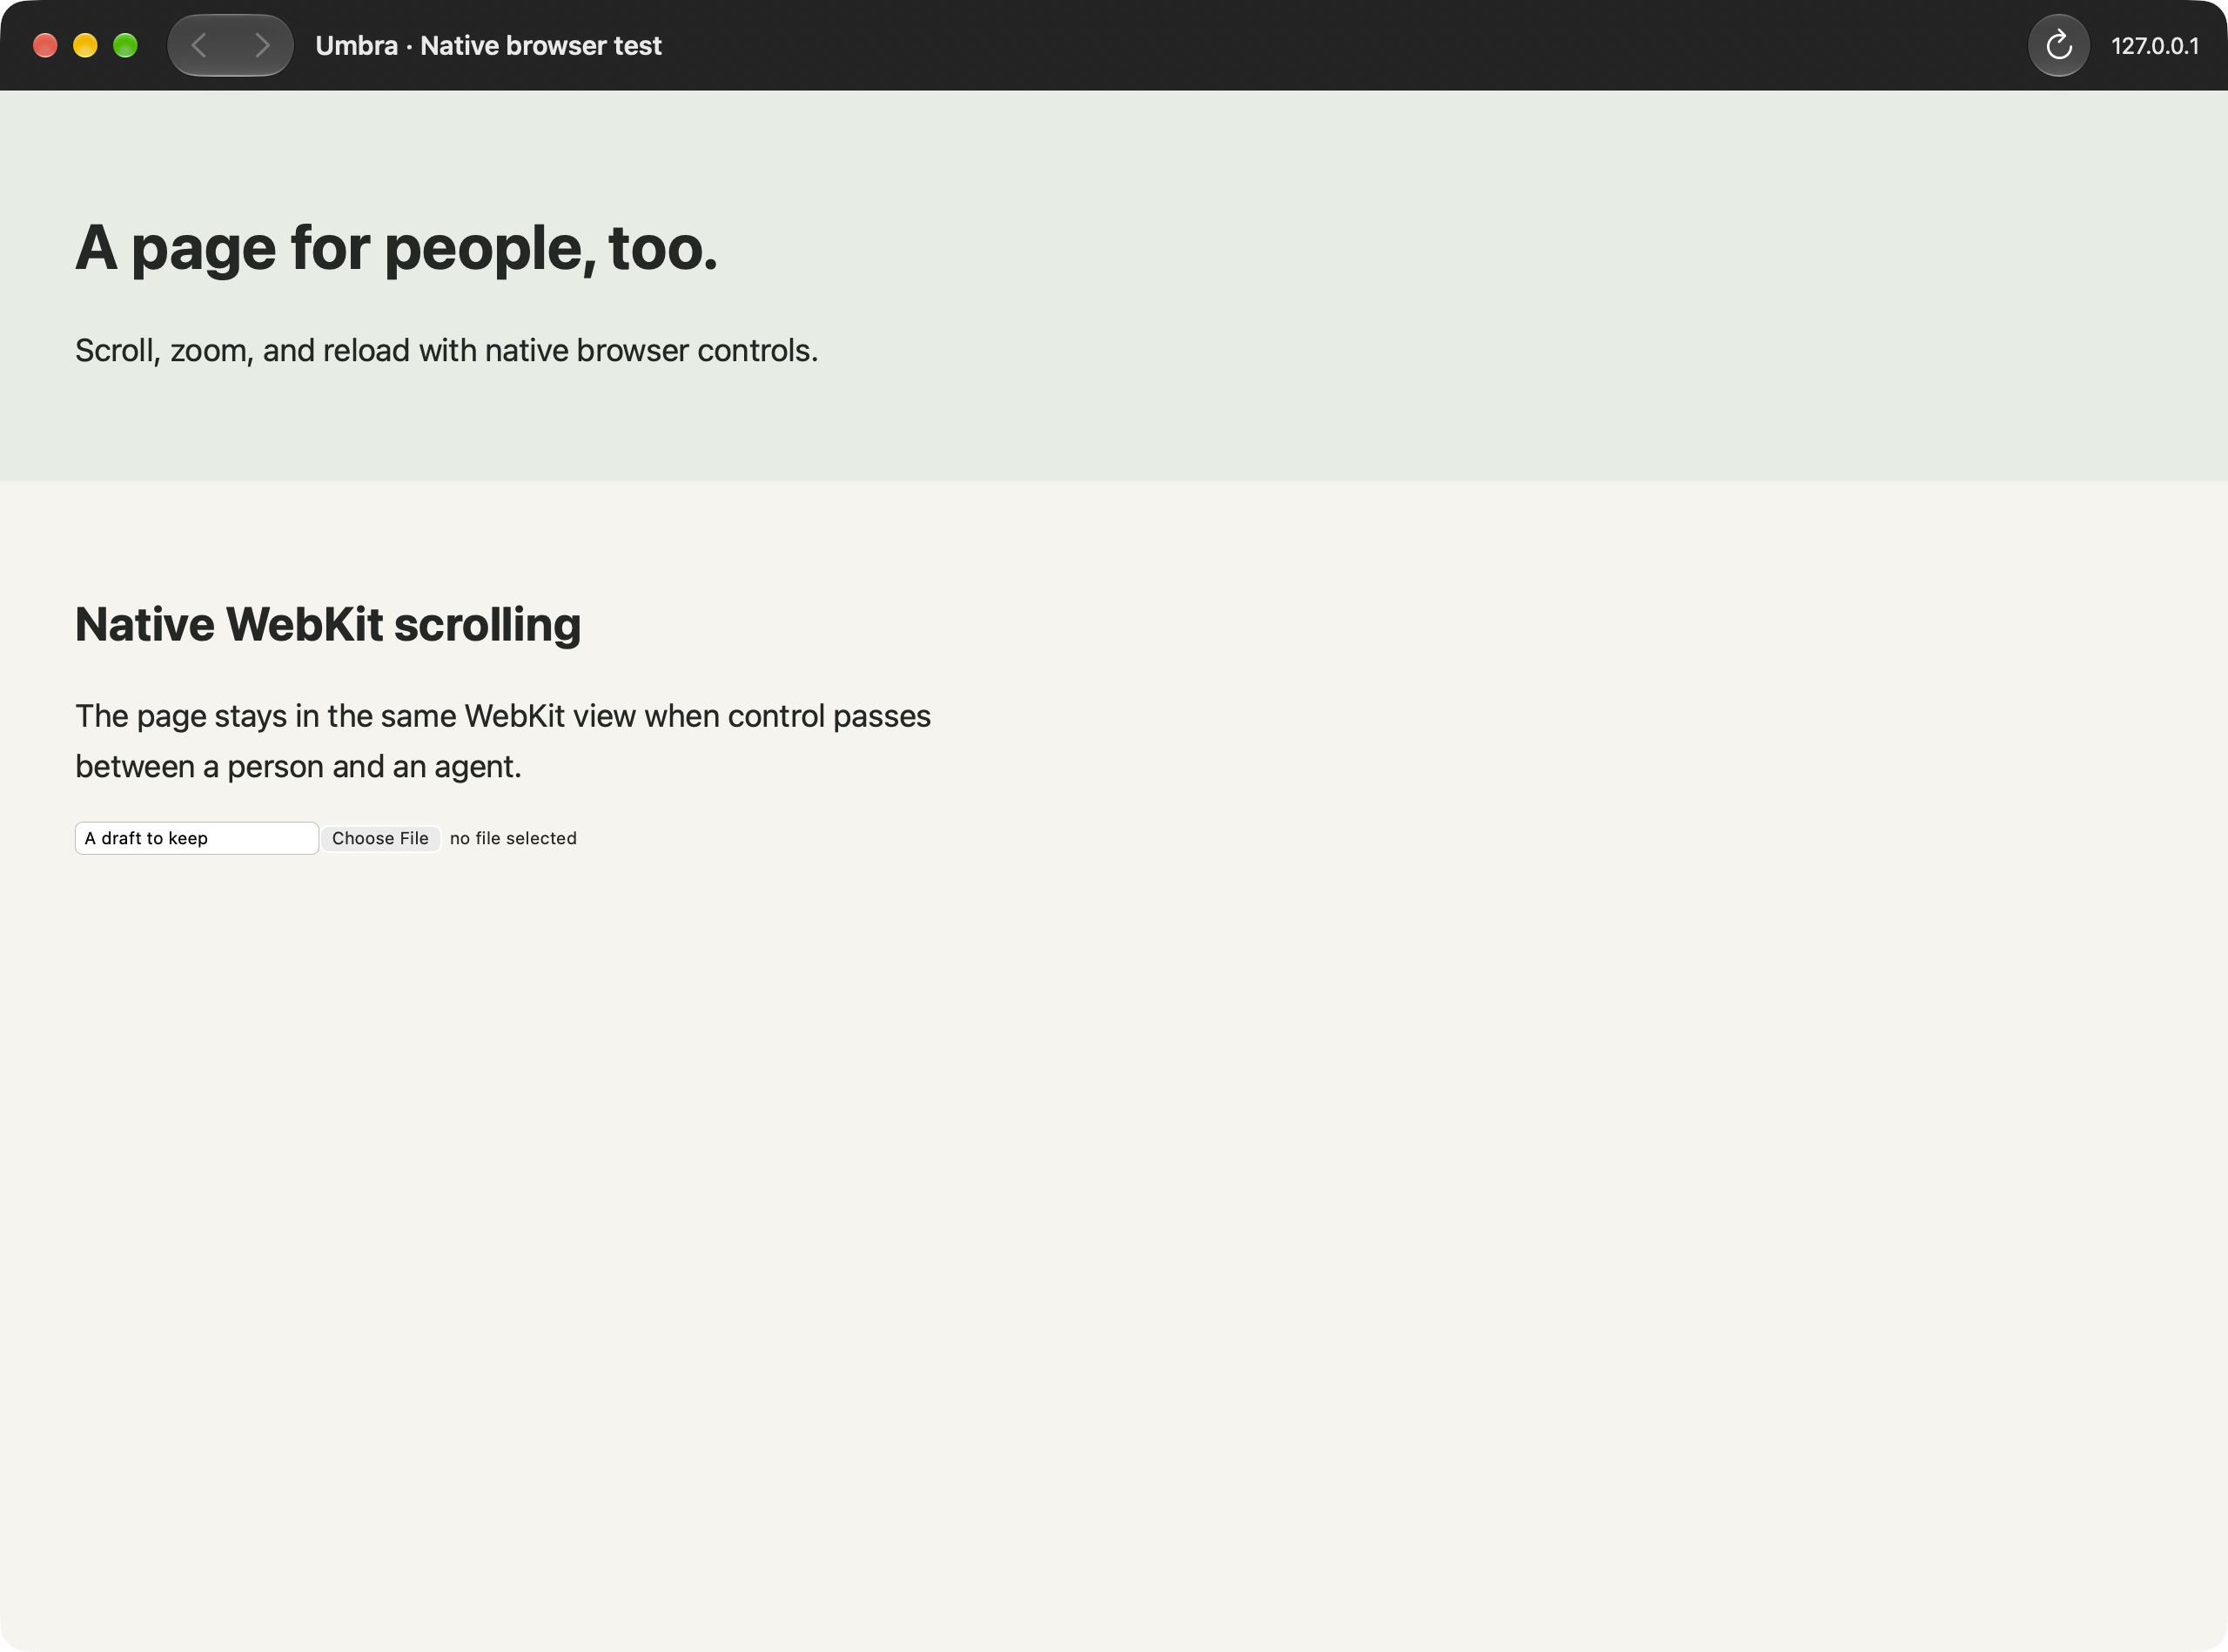 Umbra · Native browser test
127.0.0.1
A page for people, too.
Scroll, zoom, and reload with native browser controls.
Native WebKit scrolling
The page stays in the same WebKit view when control passes
between a person and an agent.
A draft to keep Choose File no file selected